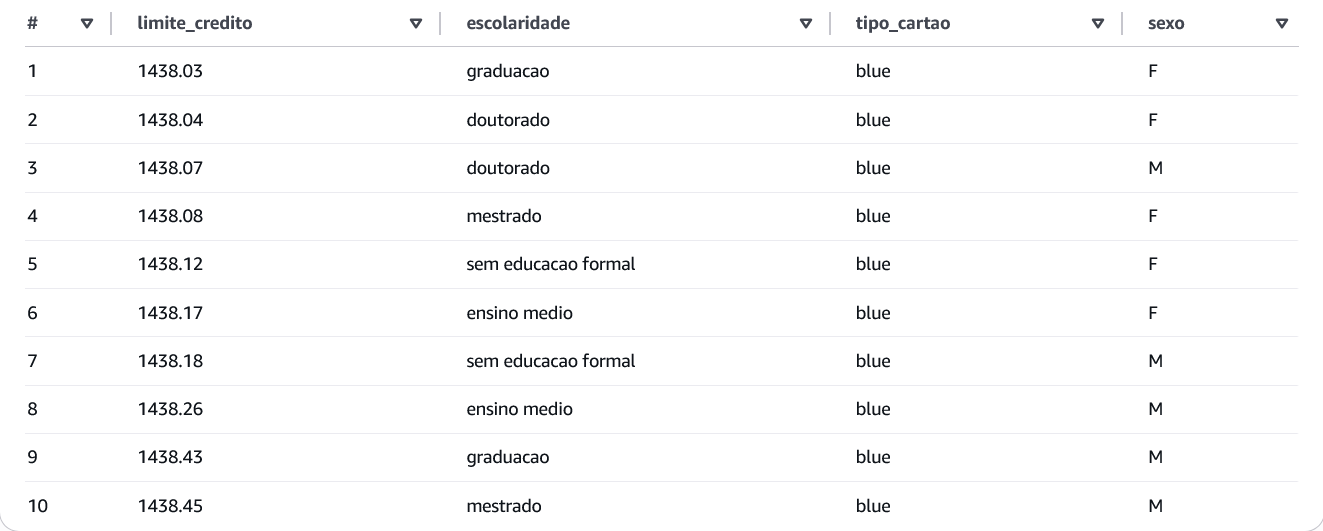 # limite_credito escolaridade tipo_cartao sexo
1 1438.03 graduacao blue F
2 1438.04 doutorado blue F
3 1438.07 doutorado blue M
4 1438.08 mestrado blue F
5 1438.12 sem educacao formal blue F
6 1438.17 ensino medio blue F
7 1438.18 sem educacao formal blue M
8 1438.26 ensino medio blue M
9 1438.43 graduacao blue M
10 1438.45 mestrado blue M